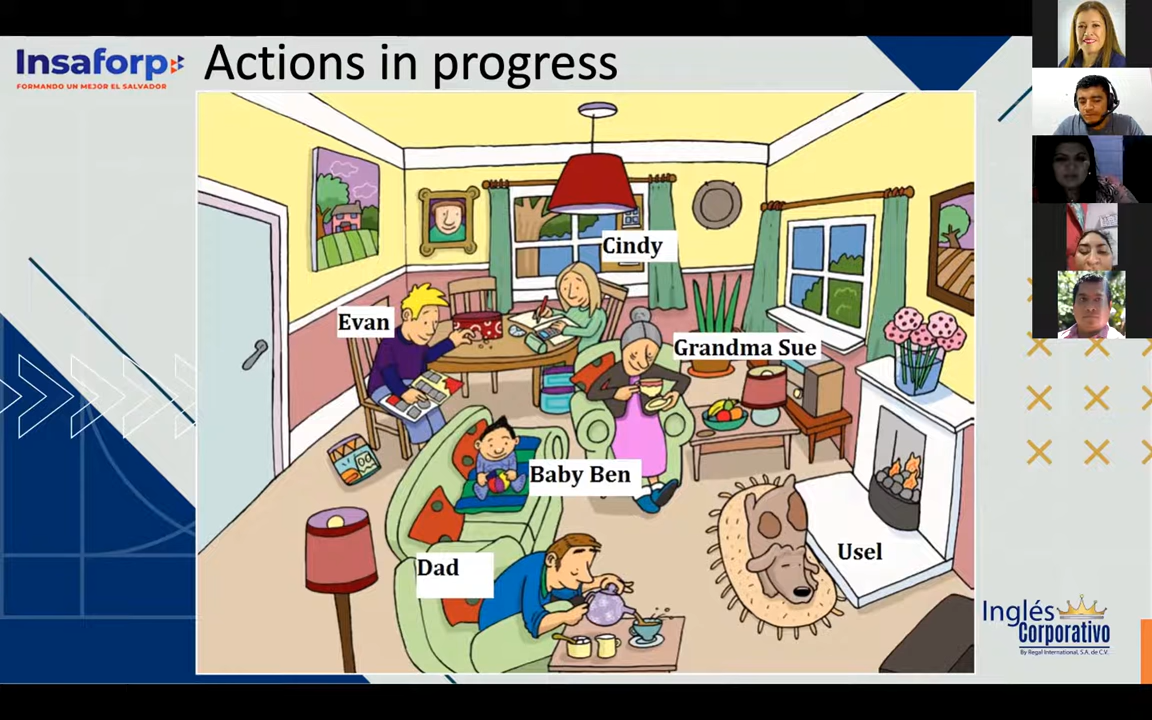 Insaforp
FORMANDO UN MEJOR EL SALVADOR
Actions in progress
Cindy
Evan
Grandma Sue
Baby Ben
Usel
Dad
Inglés
Corporativo
By Regal International, S.A. de C.V.